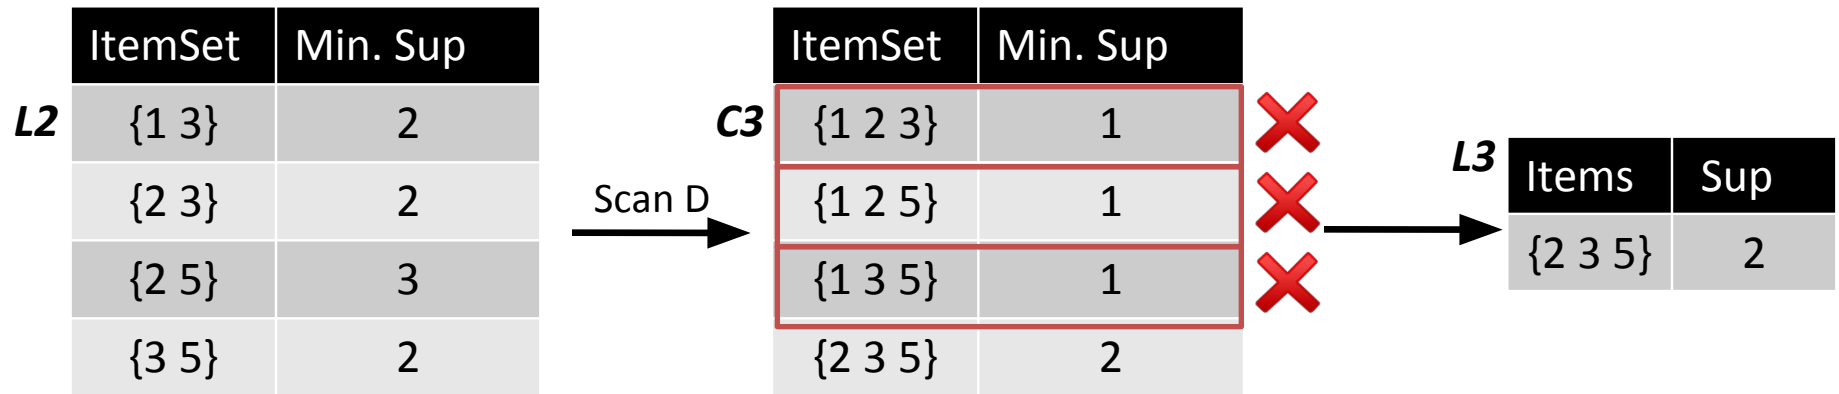 L2
ItemSet Min. Sup
{1 3} 2
{2 3} 2
{2 5} 3
{3 5} 2
Scan D
C3
ItemSet Min. Sup
{1 2 3} 1
{1 2 5} 1
{1 3 5} 1
{2 3 5} 2
L3
Items Sup
{2 3 5} 2